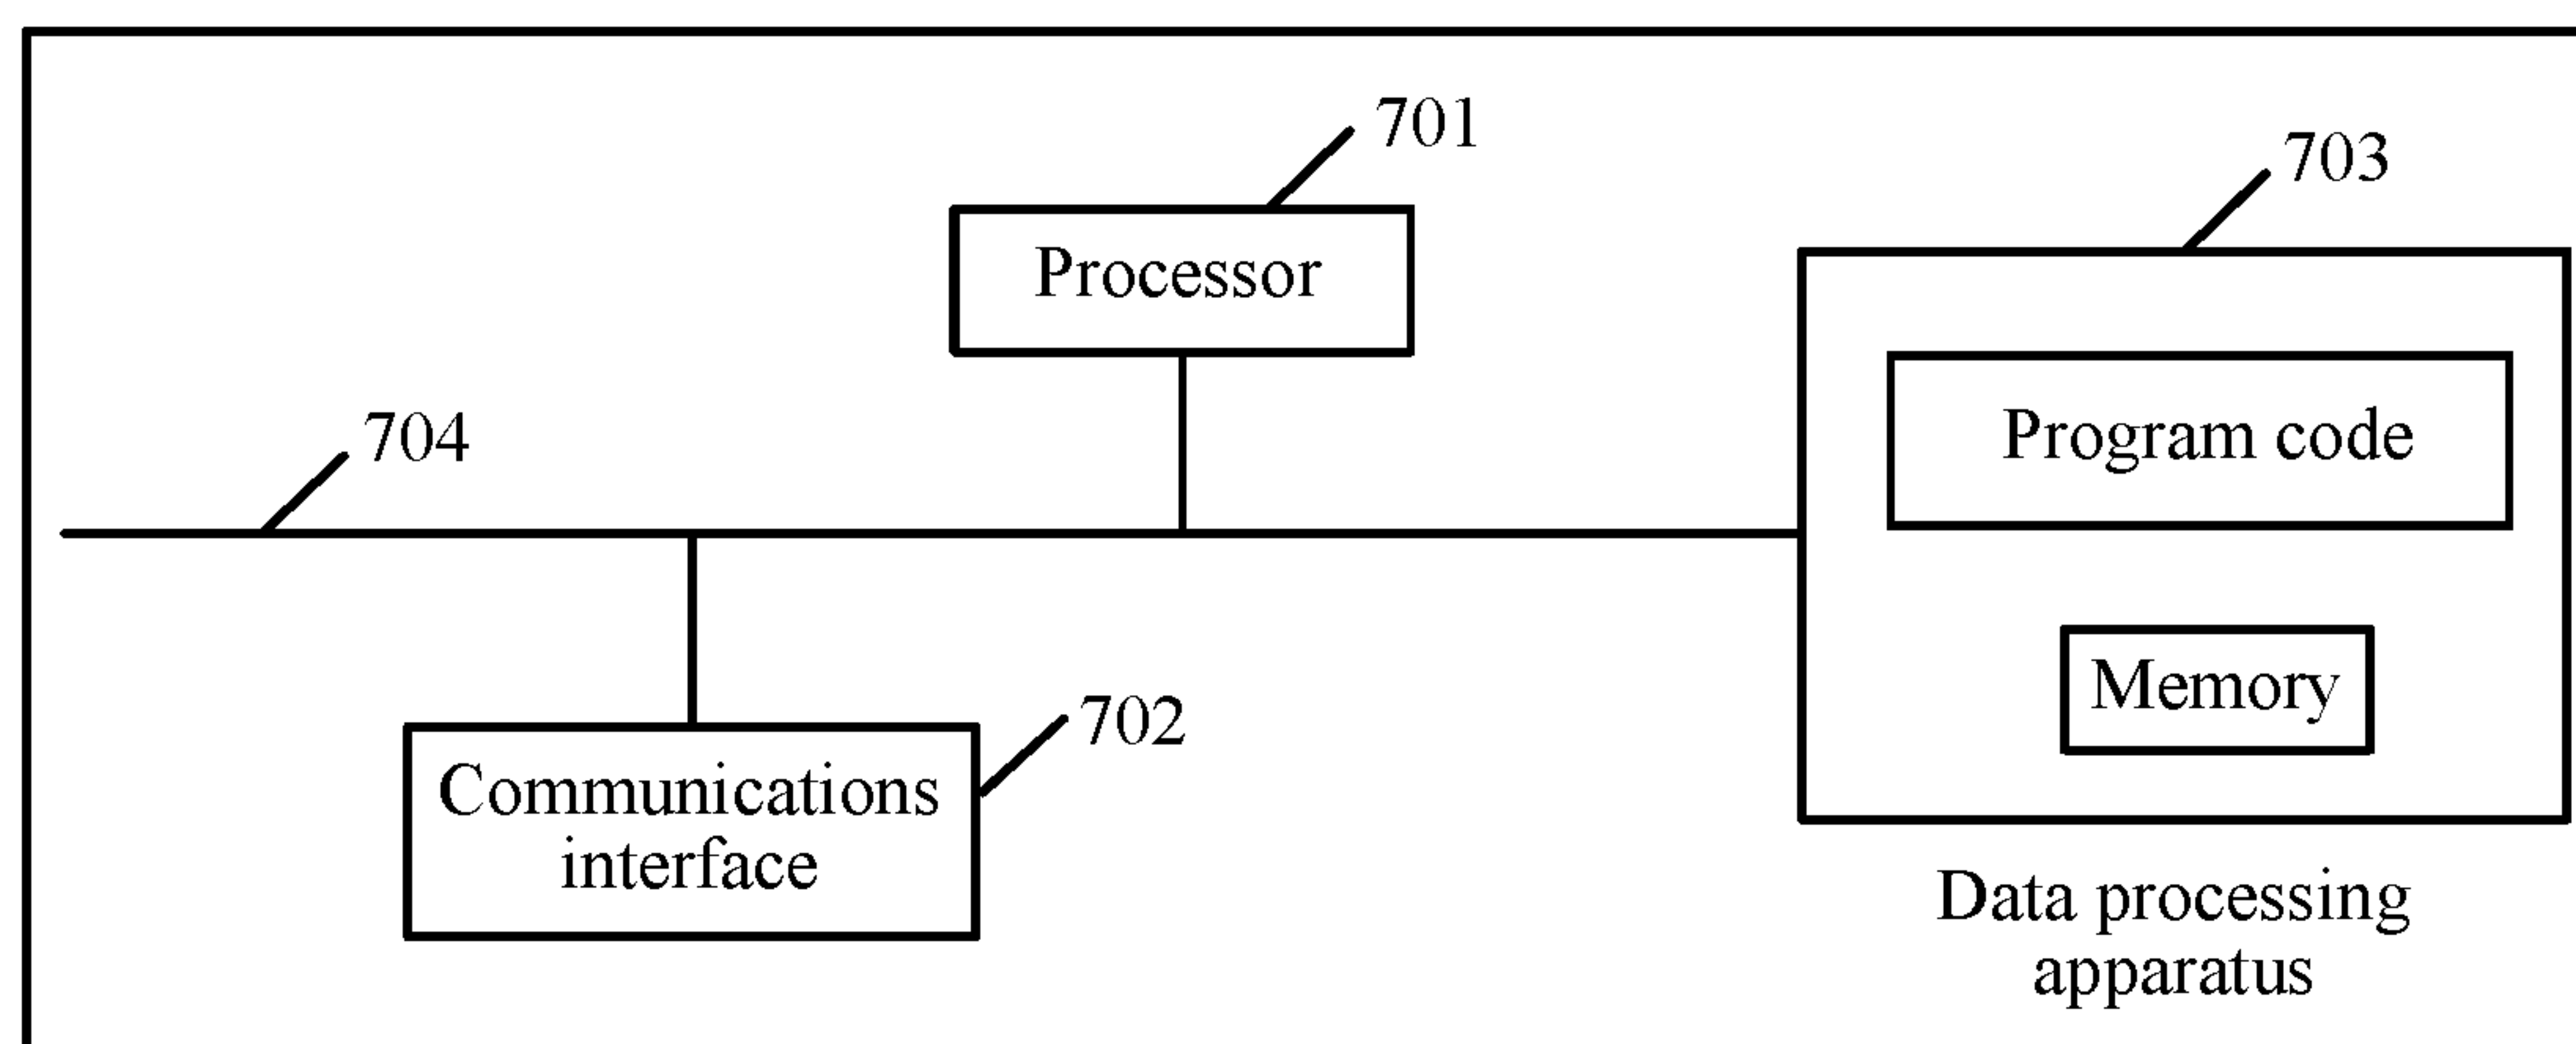 701
703
Processor
704
Program code
Memory
702
Communications
interface
Data processing
apparatus